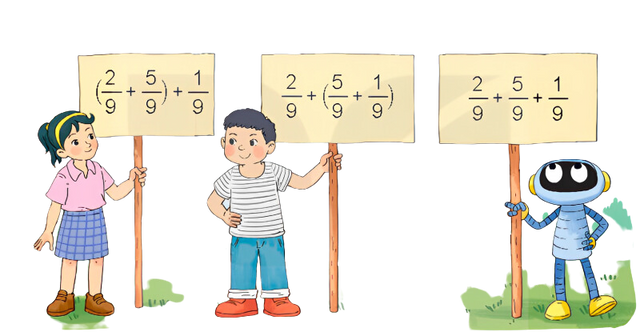 (2/9 + 5/9) + 1/9
2/9 + (5/9 + 1/9)
2/9 + 5/9 + 1/9